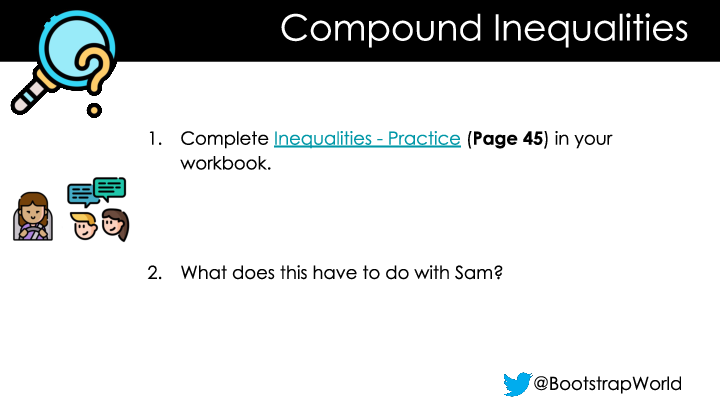 Compound Inequalities
1. Complete Inequalities - Practice (Page 45) in your
workbook.
2. What does this have to do with Sam?
@BootstrapWorld